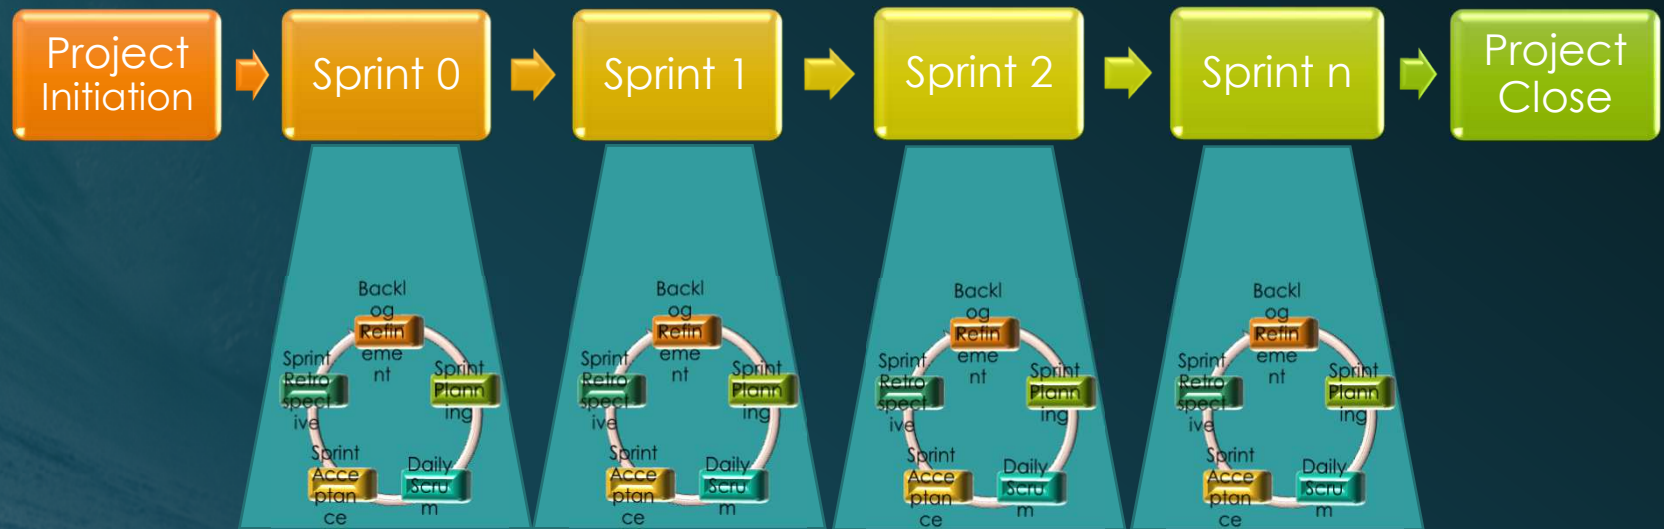 Project
Initiation
Sprint 0
Sprint 1
Sprint 2
Sprint n
Project
Close
Backl
og
Refin
eme
nt
Sprint
Plann
ing
Daily
Scru
m
Sprint
Acce
ptan
ce
Sprint
Retro
spect
ive
Backl
og
Refin
eme
nt
Sprint
Plann
ing
Daily
Scru
m
Sprint
Acce
ptan
ce
Sprint
Retro
spect
ive
Backl
og
Refin
eme
nt
Sprint
Plann
ing
Daily
Scru
m
Sprint
Acce
ptan
ce
Sprint
Retro
spect
ive
Backl
og
Refin
eme
nt
Sprint
Plann
ing
Daily
Scru
m
Sprint
Acce
ptan
ce
Sprint
Retro
spect
ive